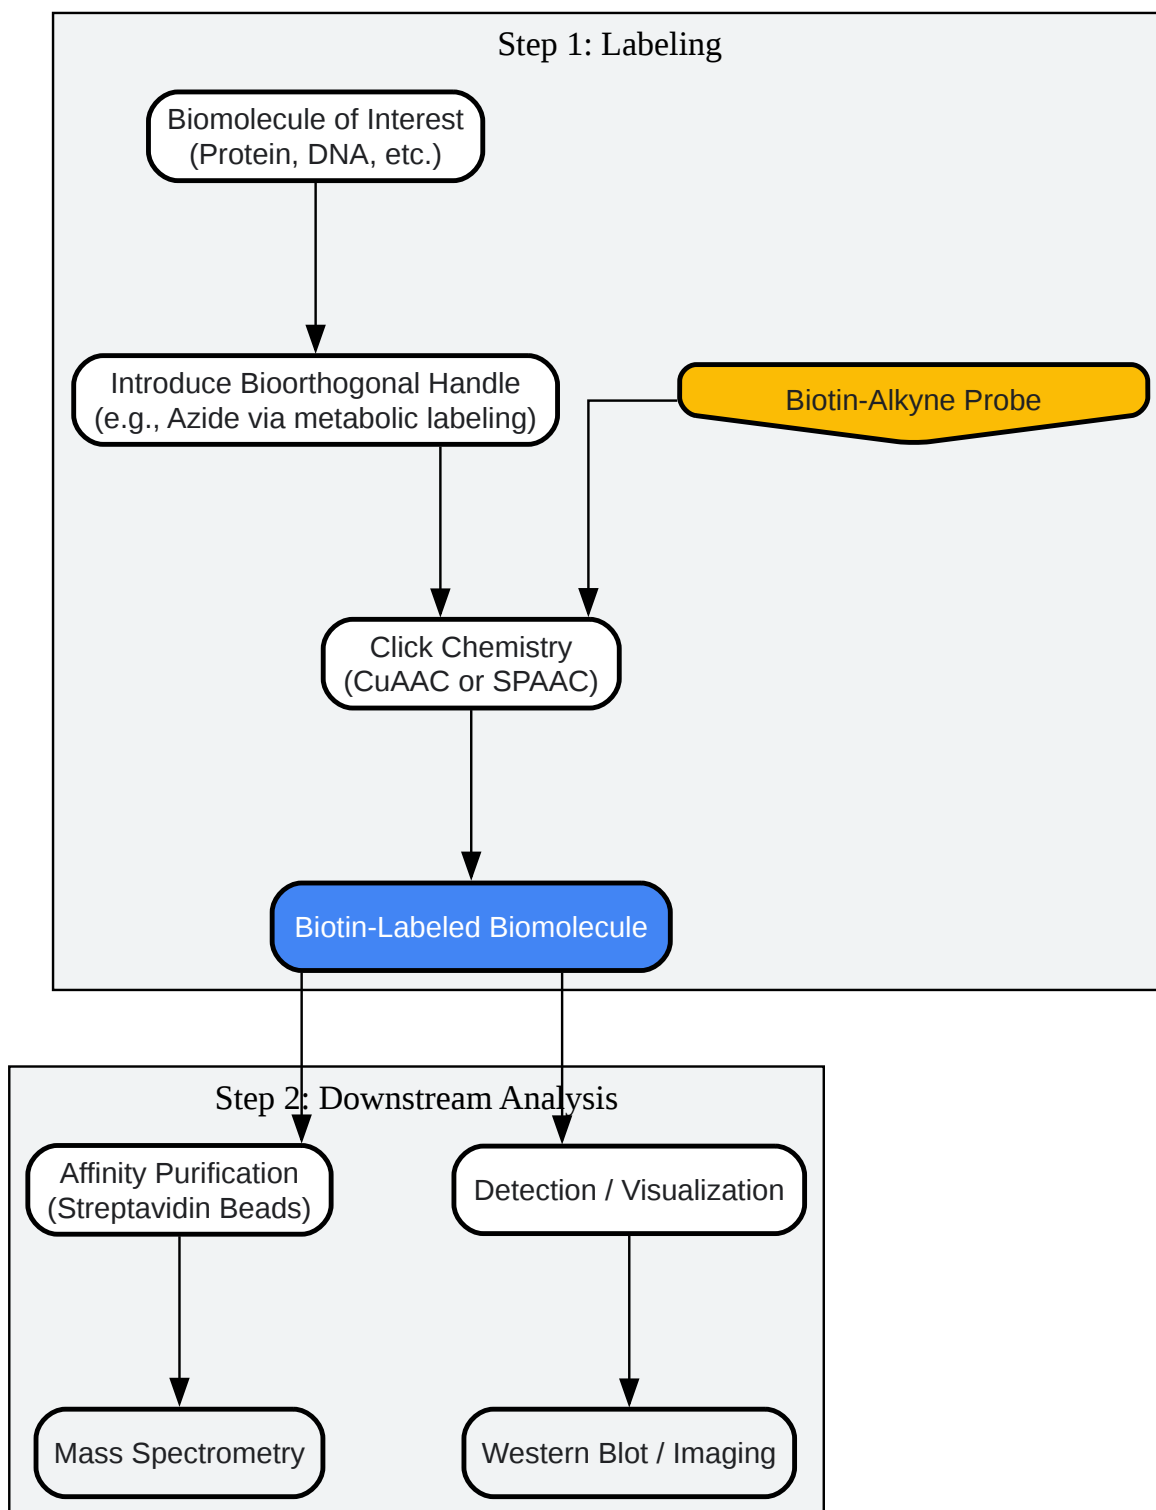 Step 1: Labeling
Biomolecule of Interest
(Protein, DNA, etc.)
Introduce Bioorthogonal Handle
(e.g., Azide via metabolic labeling)
Biotin-Alkyne Probe
Click Chemistry
(CuAAC or SPAAC)
Biotin-Labeled Biomolecule
Step 2: Downstream Analysis
Affinity Purification
(Streptavidin Beads)
Detection / Visualization
Mass Spectrometry
Western Blot / Imaging